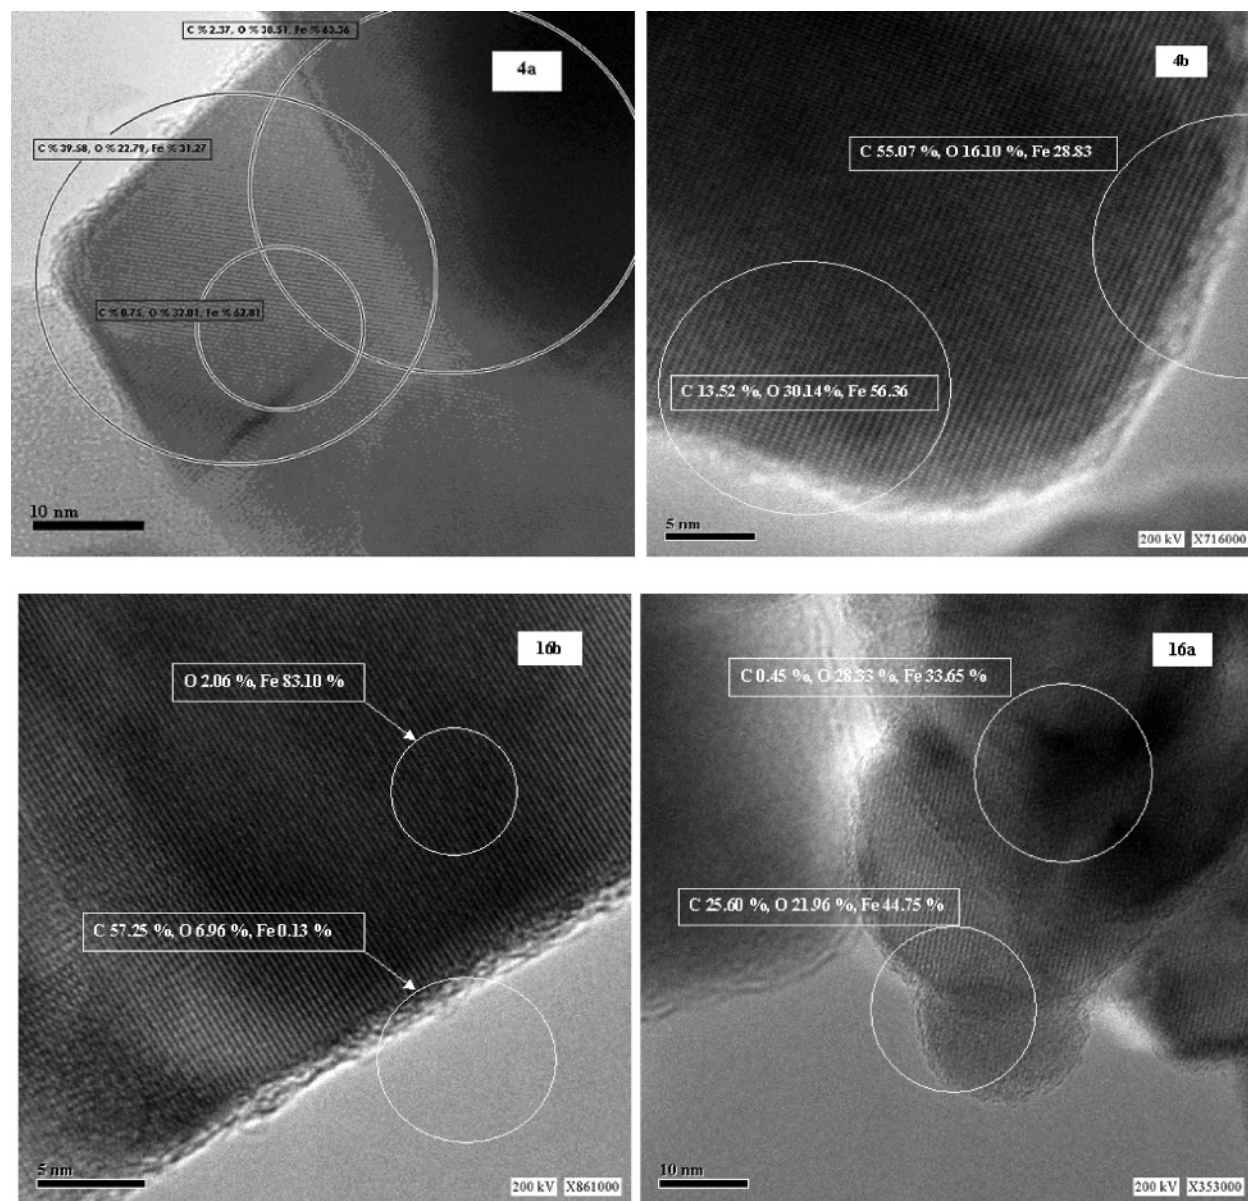 C % 2.37, O % 30.51, Fe % 63.36
4a
C % 39.58, O % 22.79, Fe % 31.27
C % 0.75, O % 32.01, Fe % 62.81
10 nm
4b
C 55.07 %, O 16.10 %, Fe 28.83
C 13.52 %, O 30.14%, Fe 56.36
5 nm
200 kV X716000
16b
O 2.06 %, Fe 83.10 %
C 57.25 %, O 6.96 %, Fe 0.13 %
5 nm
200 kV X861000
16a
C 0.45 %, O 28.33 %, Fe 33.65 %
C 25.60 %, O 21.96 %, Fe 44.75 %
10 nm
200 kV X353000